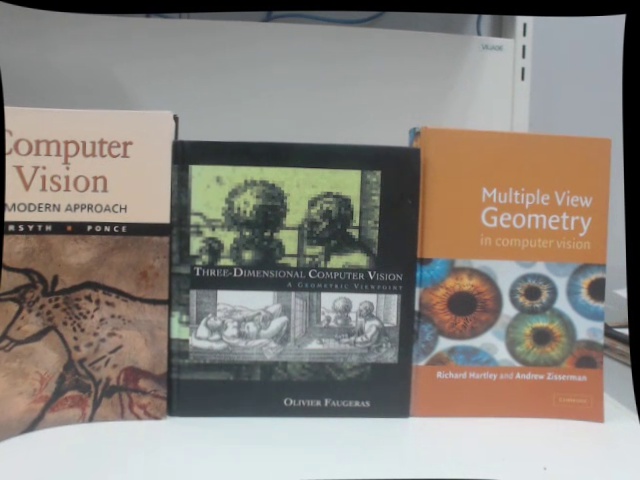 Computer
Vision
MODERN APPROACH
RSYTH ★ PONCE
THREE-DIMENSIONAL COMPUTER VISION
A GEOMETRIC VIEWPOINT
OLIVIER FAUGERAS
Multiple View
Geometry
in computer vision
Richard Hartley and Andrew Zisserman